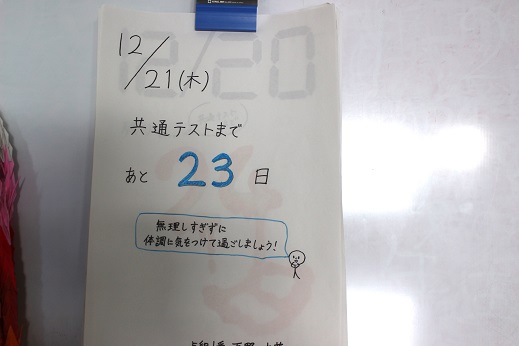 12/21(木)
共通テストまで
あと 23 日
無理しすぎずに
体調に気をつけて過ごしましょう!